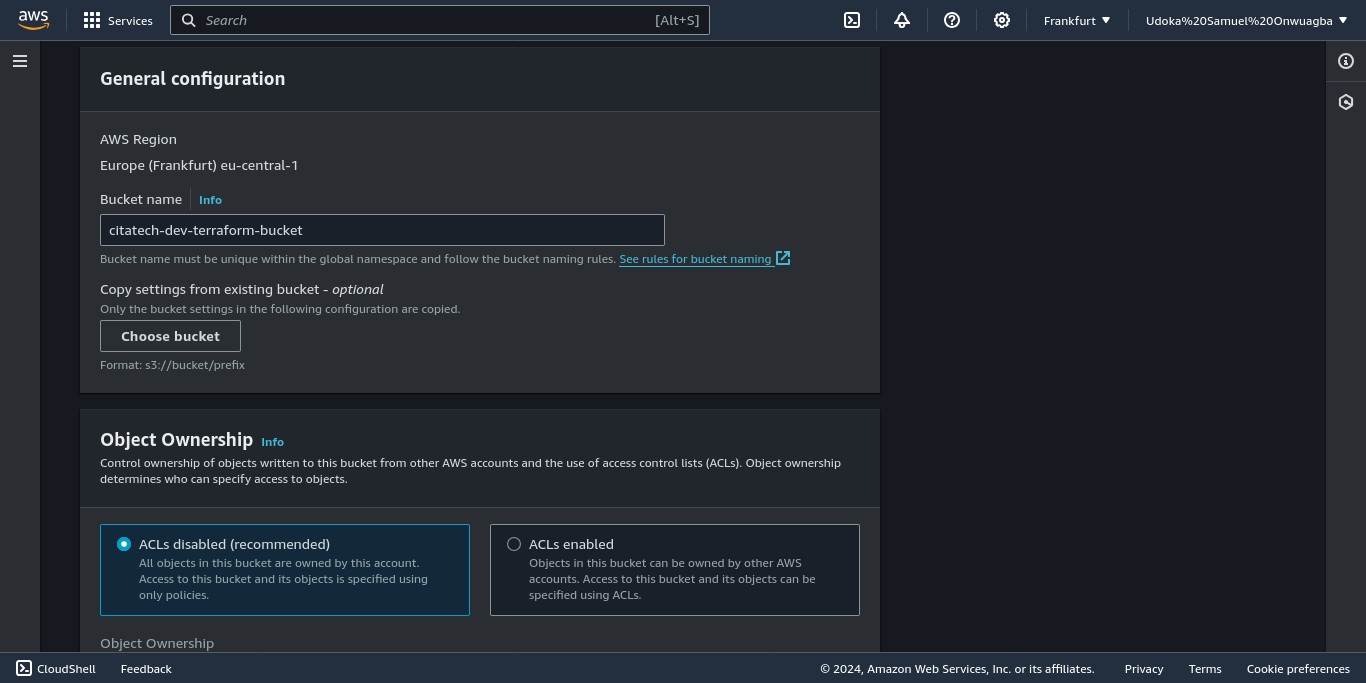 aws
Services
Search
[Alt+S]
Frankfurt
Udoka%20Samuel%20Onwuagba
General configuration
AWS Region
Europe (Frankfurt) eu-central-1
Bucket name
Info
citatech-dev-terraform-bucket
Bucket name must be unique within the global namespace and follow the bucket naming rules. See rules for bucket naming
Copy settings from existing bucket - optional
Only the bucket settings in the following configuration are copied.
Choose bucket
Format: s3://bucket/prefix
Object Ownership Info
Control ownership of objects written to this bucket from other AWS accounts and the use of access control lists (ACLs). Object ownership
determines who can specify access to objects.
ACLs disabled (recommended)
All objects in this bucket are owned by this account.
Access to this bucket and its objects is specified using
only policies.
ACLs enabled
Objects in this bucket can be owned by other AWS
accounts. Access to this bucket and its objects can be
specified using ACLs.
Object Ownership
CloudShell
Feedback
© 2024, Amazon Web Services, Inc. or its affiliates.
Privacy
Terms
Cookie preferences